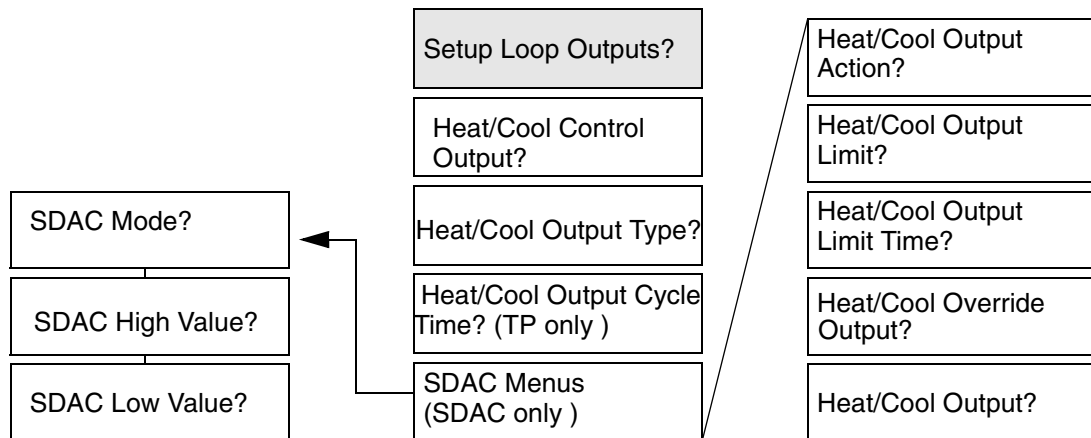 Setup Loop Outputs?
Heat/Cool Control
Output?
Heat/Cool Output Type?
Heat/Cool Output Cycle
Time? (TP only )
SDAC Menus
(SDAC only )
SDAC Mode?
SDAC High Value?
SDAC Low Value?
Heat/Cool Output
Action?
Heat/Cool Output
Limit?
Heat/Cool Output
Limit Time?
Heat/Cool Override
Output?
Heat/Cool Output?